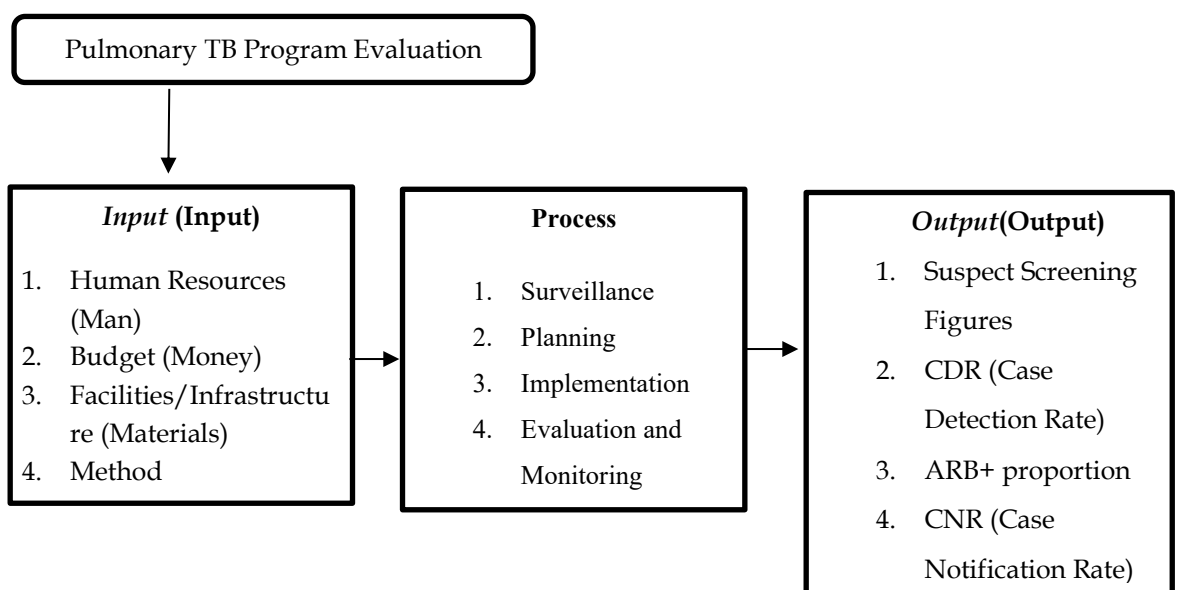 Pulmonary TB Program Evaluation
Input (Input)
1. Human Resources
(Man)
2. Budget (Money)
3. Facilities/Infrastructu
re (Materials)
4. Method
Process
1. Surveillance
2. Planning
3. Implementation
4. Evaluation and
Monitoring
Output(Output)
1. Suspect Screening
Figures
2. CDR (Case
Detection Rate)
3. ARB+ proportion
4. CNR (Case
Notification Rate)